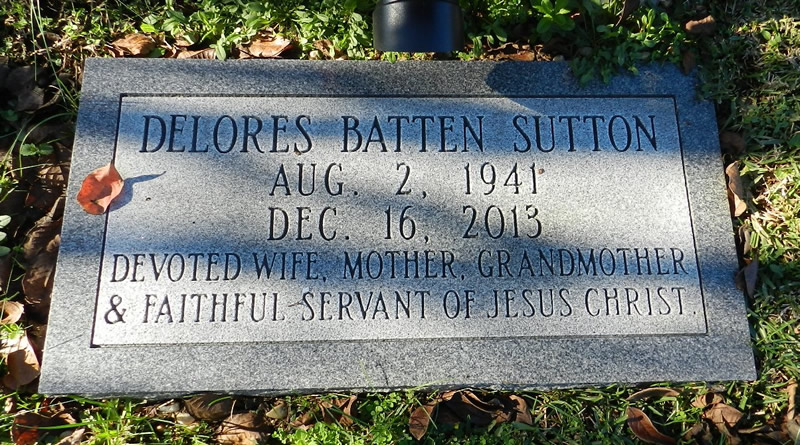 DELORES BATTEN SUTTON
AUG. 2, 1941
DEC. 16, 2013
DEVOTED WIFE, MOTHER, GRANDMOTHER
& FAITHFUL SERVANT OF JESUS CHRIST.